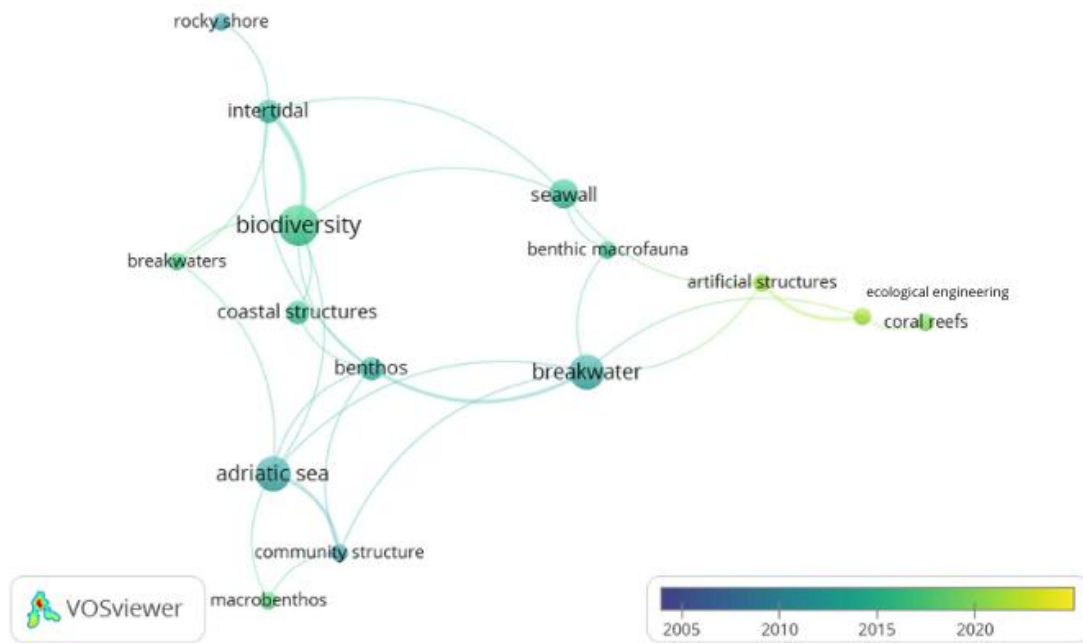 rocky shore
intertidal
seawall
biodiversity
benthic macrofauna
breakwaters
artificial structures
ecological engineering
coastal structures
coral reefs
benthos
breakwater
adriatic sea
community structure
macrobenthos
VOSviewer
2005 2010 2015 2020